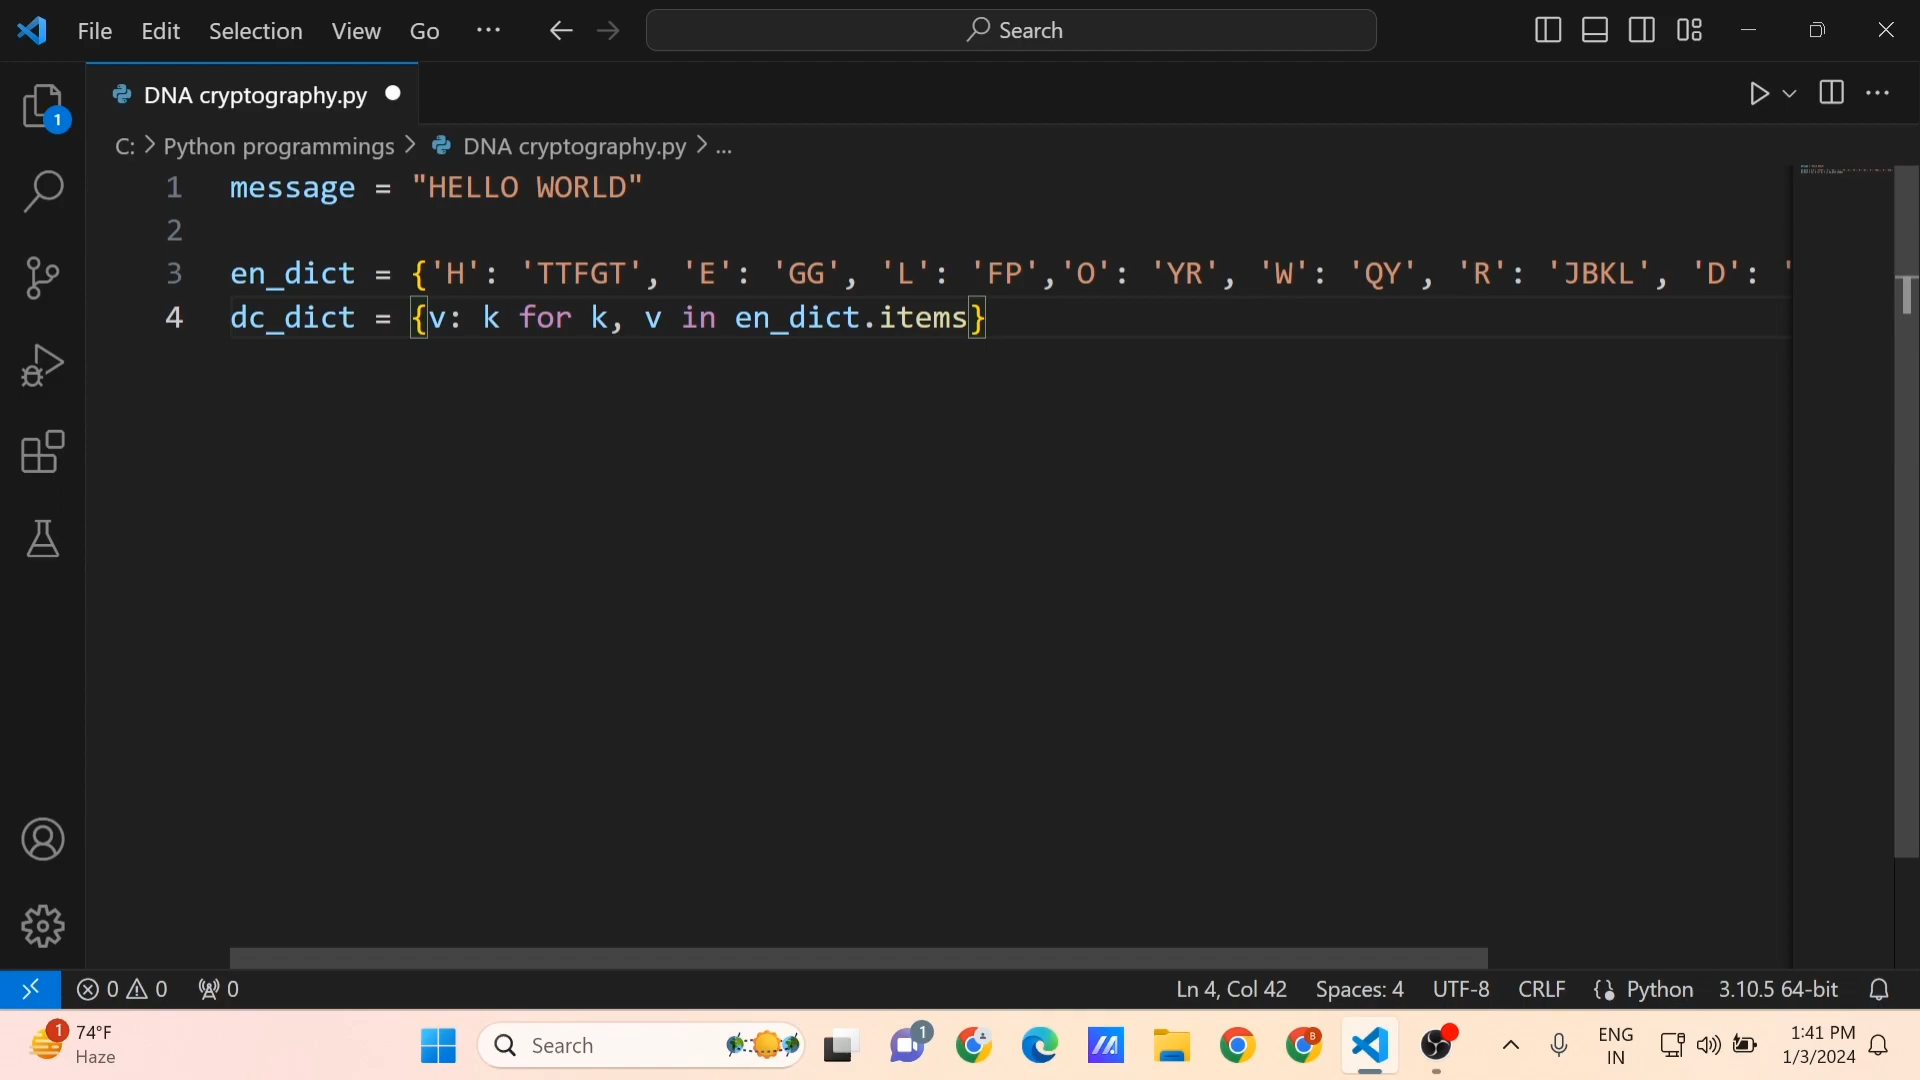 File Edit Selection View Go ··· Search
DNA cryptography.py
1
C: > Python programmings > DNA cryptography.py > ...
1 message = "HELLO WORLD"
2
3 en_dict = {'H': 'TTFGT', 'E': 'GG', 'L': 'FP','O': 'YR', 'W': 'QY', 'R': 'JBKL', 'D': '
4 dc_dict = {v: k for k, v in en_dict.items}
0 0 0 Ln 4, Col 42 Spaces: 4 UTF-8 CRLF Python 3.10.5 64-bit
1 74°F Search 1 B ENG 1:41 PM
Haze IN 1/3/2024